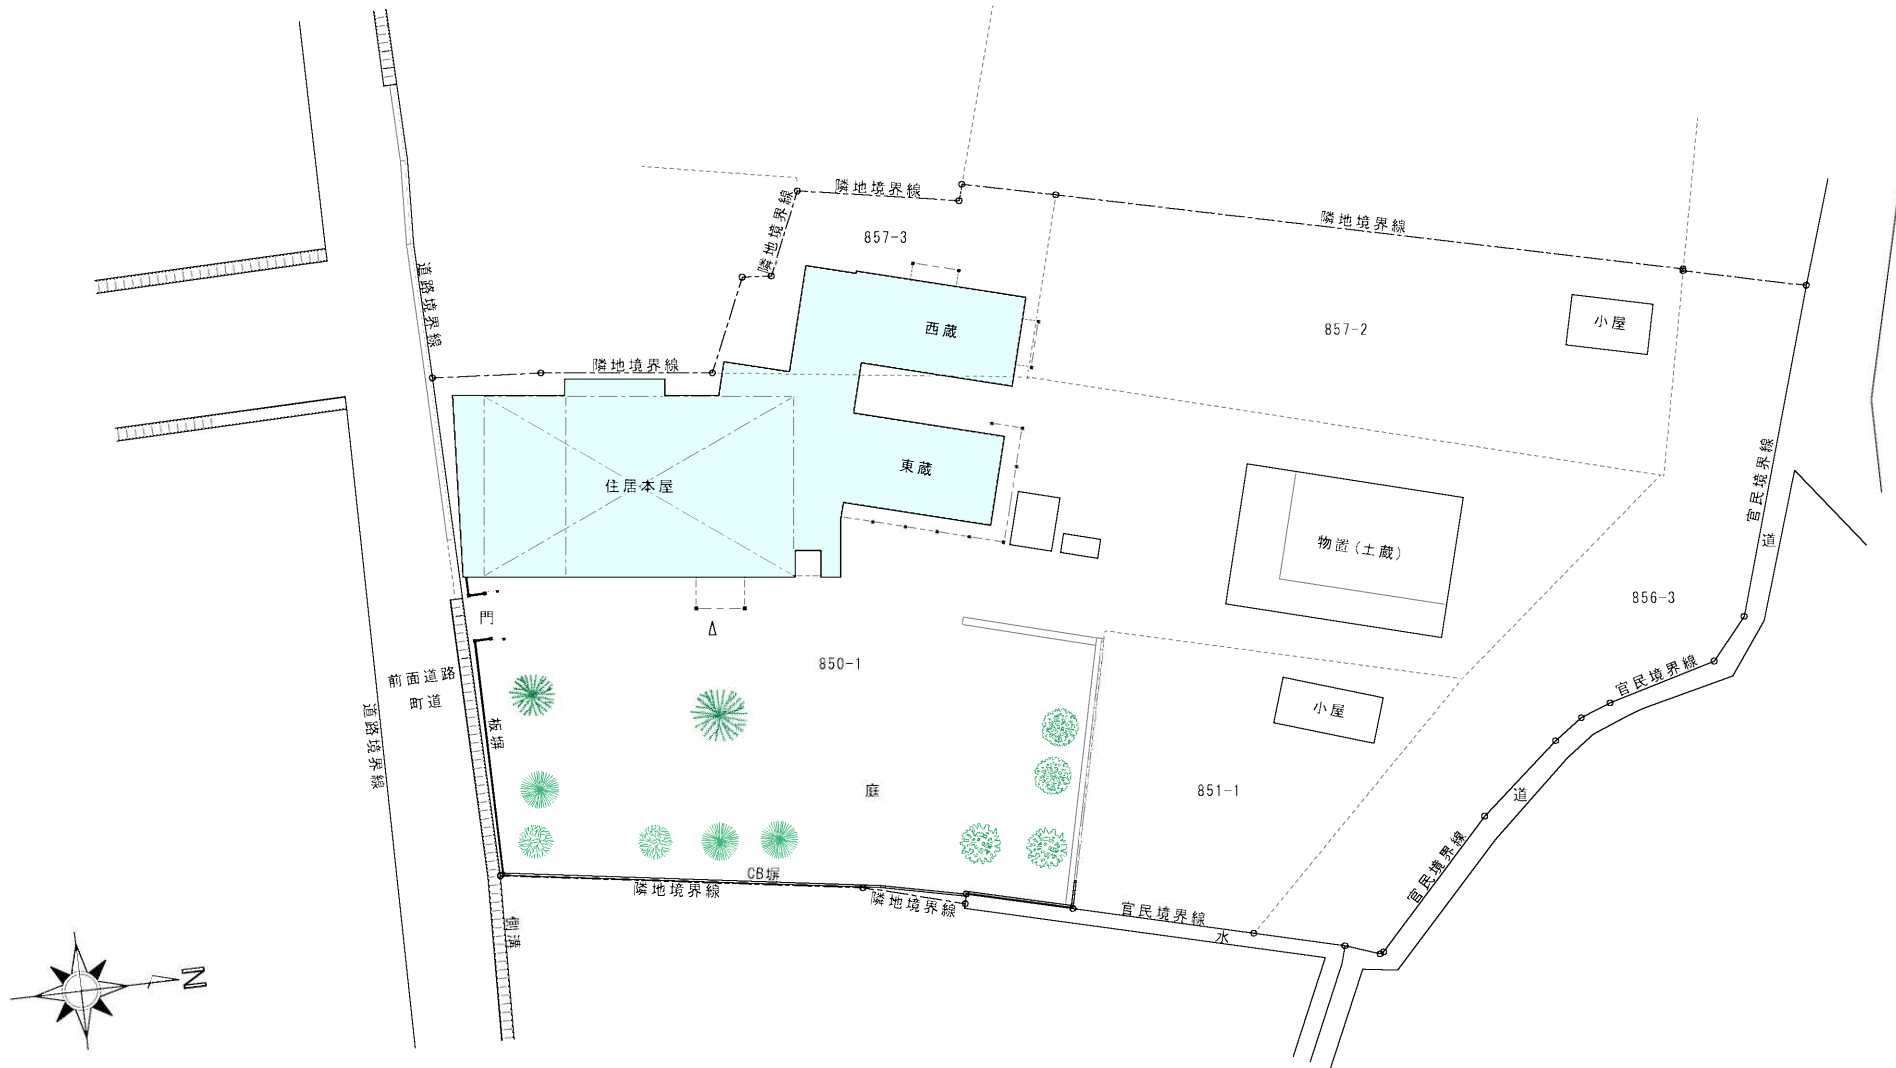 隣地境界線
隣地境界線
隣地境界線
857-3
道路境界線
西蔵
857-2
小屋
隣地境界線
東蔵
住居本屋
官民境界線
道
物置(土蔵)
856-3
門
850-1
前面道路
町道
官民境界線
板塀
道路境界線
小屋
庭
851-1
道
CB塀
隣地境界線
隣地境界線
官民境界線
官民境界線
水
側溝
N